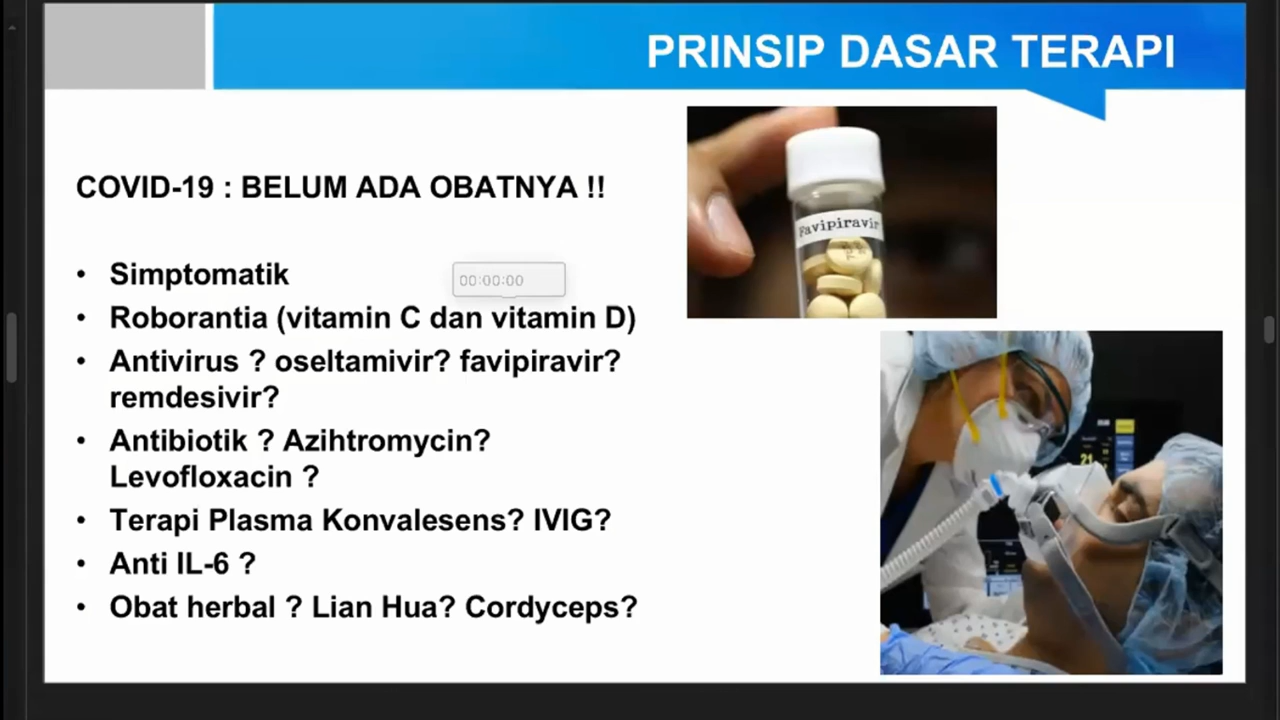 PRINSIP DASAR TERAPI
COVID-19 : BELUM ADA OBATNYA !!
• Simptomatik
00:00:00
• Roborantia (vitamin C dan vitamin D)
• Antivirus ? oseltamivir? favipiravir?
remdesivir?
• Antibiotik ? Azihtromycin?
Levofloxacin ?
• Terapi Plasma Konvalesens? IVIG?
• Anti IL-6 ?
• Obat herbal ? Lian Hua? Cordyceps?
Favipiravir
21